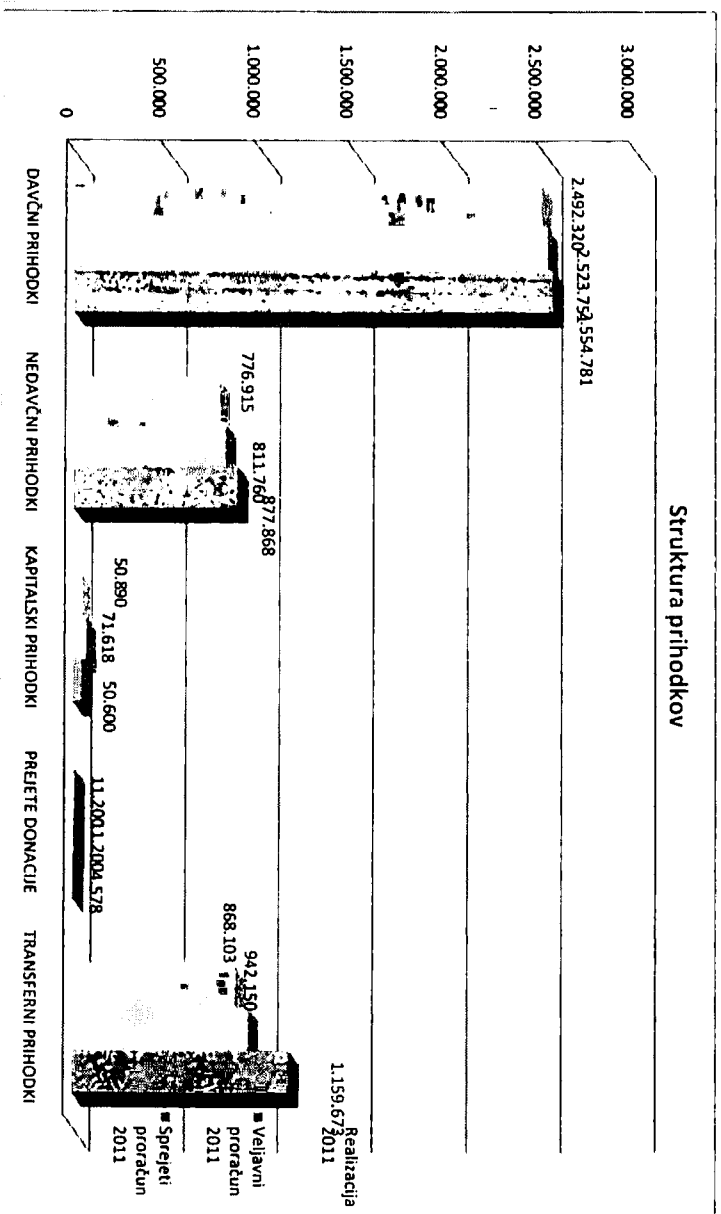 Struktura prihodkov
3.000.000
2.500.000
2.000.000
1.500.000
1.000.000
500.000
0
2.492.320
2.523.751
2.554.781
776.915
811.760
877.868
50.890
71.618
50.600
11.200
11.200
4.578
868.103
942.150
1.159.673
DAVČNI PRIHODKI
NEDAVČNI PRIHODKI
KAPITALSKI PRIHODKI
PREJETE DONACIJE
TRANSFERNI PRIHODKI
Realizacija
2011
Veljavni
proračun
2011
Sprejeti
proračun
2011